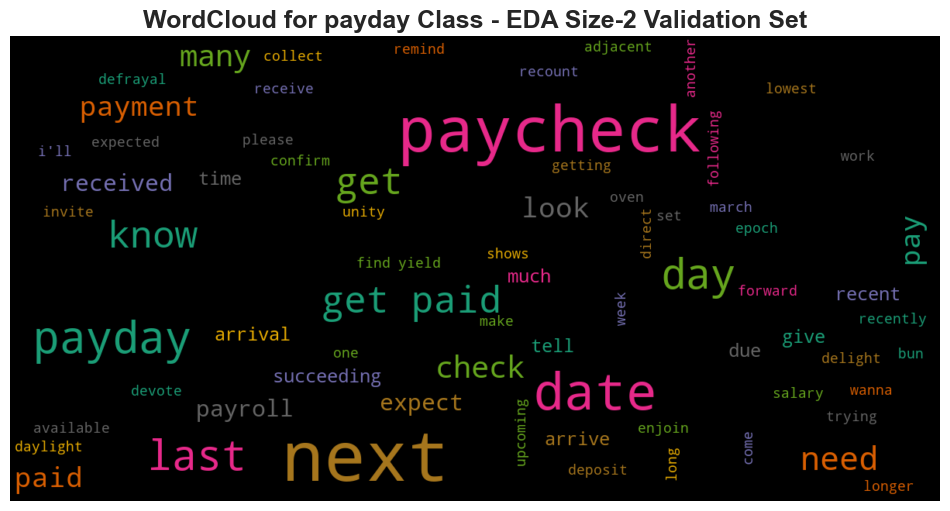 WordCloud for payday Class - EDA Size-2 Validation Set
many
collect
remind
adjacent
another
defrayal
receive
recount
lowest
payment
paycheck
following
i'll
expected
please
confirm
getting
work
received
time
get
look
oven
set
march
invite
unity
direct
epoch
know
shows
pay
find yield
much
day
forward
get paid
week
recent
make
recently
payday
arrival
one
tell
due
give
delight
bun
succeeding
check
devote
payroll
expect
date
salary
wanna
trying
available
upcoming
enjoin
daylight
last
next
arrive
long
come
need
paid
deposit
longer